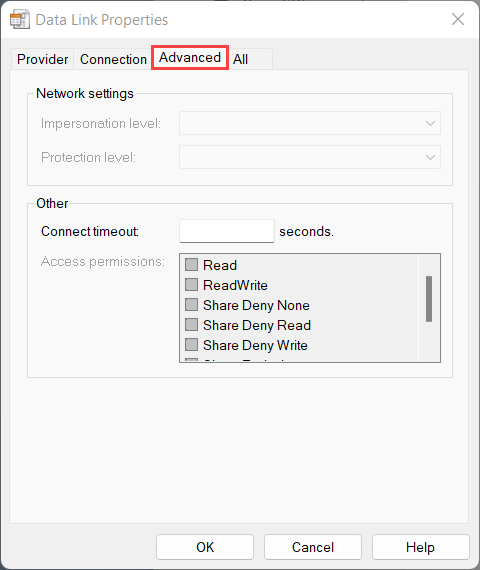 Data Link Properties
Provider Connection Advanced All
Network settings
Impersonation level:
Protection level:
Other
Connect timeout: seconds.
Access permissions:
Read
ReadWrite
Share Deny None
Share Deny Read
Share Deny Write
OK Cancel Help